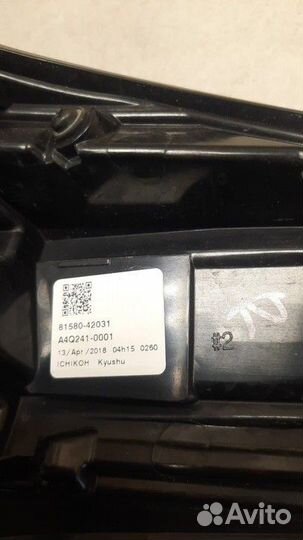 81580-42031
A4Q241-0001
13/Apr/2018 04h15 0260
ICHIKOH Kyushu
#2
Avito